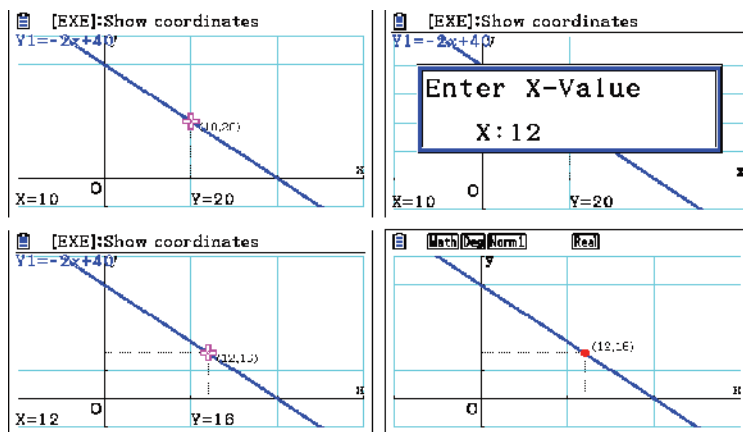 [EXE]:Show coordinates
Y1=-2x+40
y
(10,20)
x
O
X=10 Y=20
[EXE]:Show coordinates
Y1=-2x+40
y
Enter X-Value
X:12
x
O
X=10 Y=20
[EXE]:Show coordinates
Y1=-2x+40
y
(12,16)
x
O
X=12 Y=16
Math Deg Norm1 Real
y
(12,16)
x
O